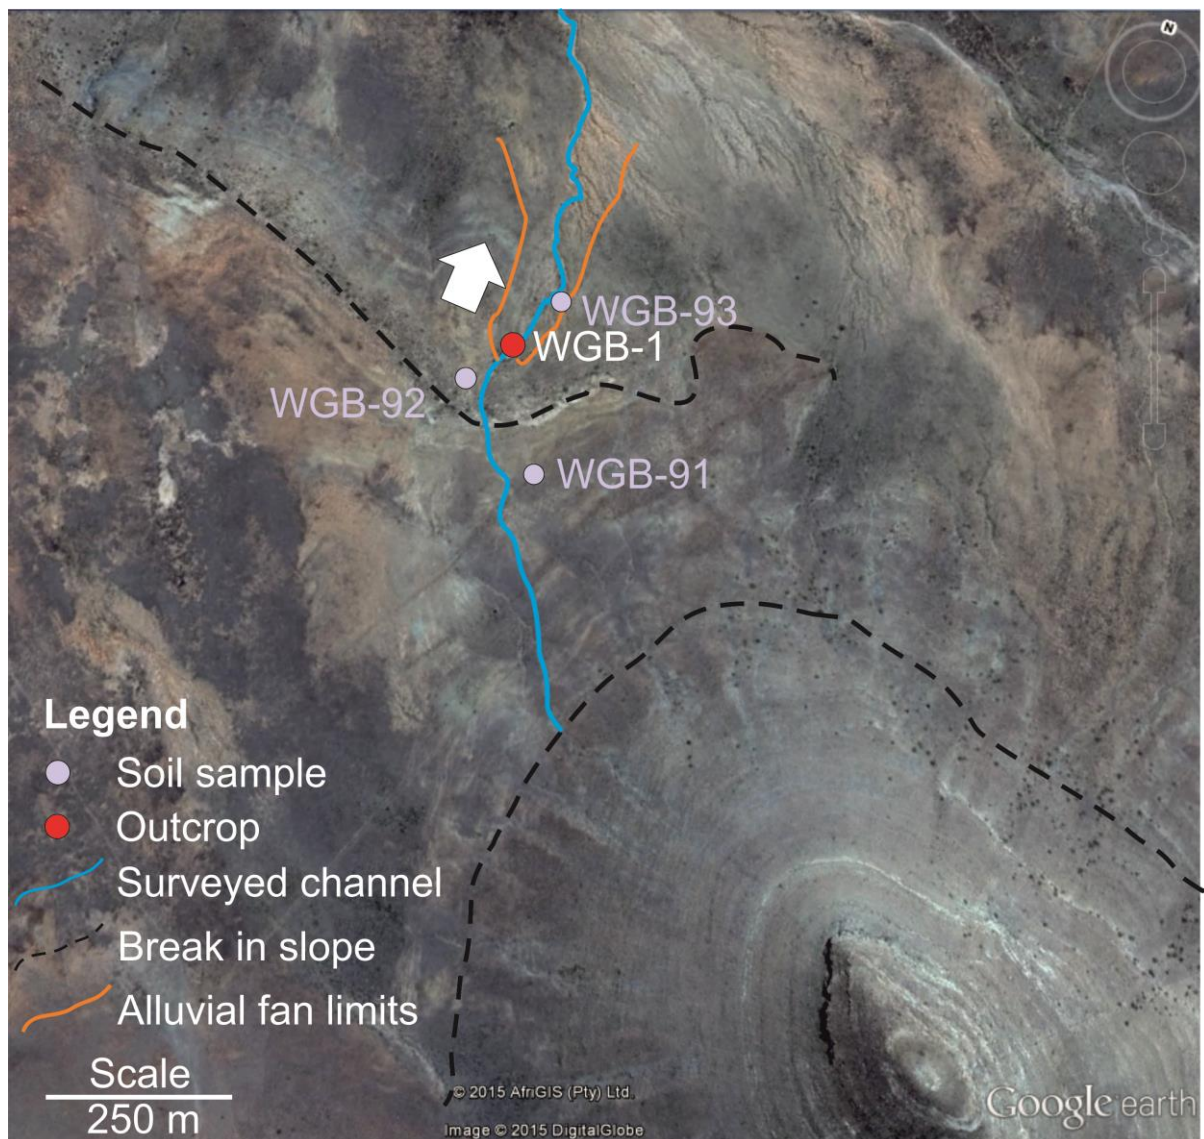 N
WGB-93
WGB-1
WGB-92
WGB-91
Legend
Soil sample
Outcrop
Surveyed channel
Break in slope
Alluvial fan limits
Scale
250 m
© 2015 AfriGIS (Pty) Ltd.
Image © 2015 DigitalGlobe
Google earth